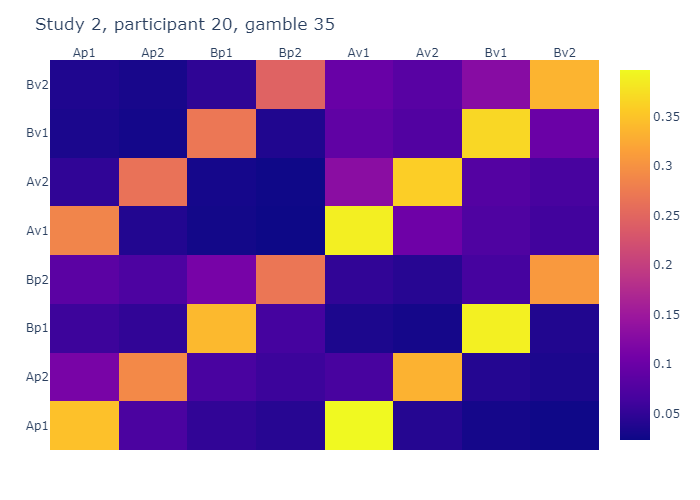 Study 2, participant 20, gamble 35
Ap1 Ap2 Bp1 Bp2 Av1 Av2 Bv1 Bv2
Bv2
Bv1
Av2
Av1
Bp2
Bp1
Ap2
Ap1
0.35
0.3
0.25
0.2
0.15
0.1
0.05